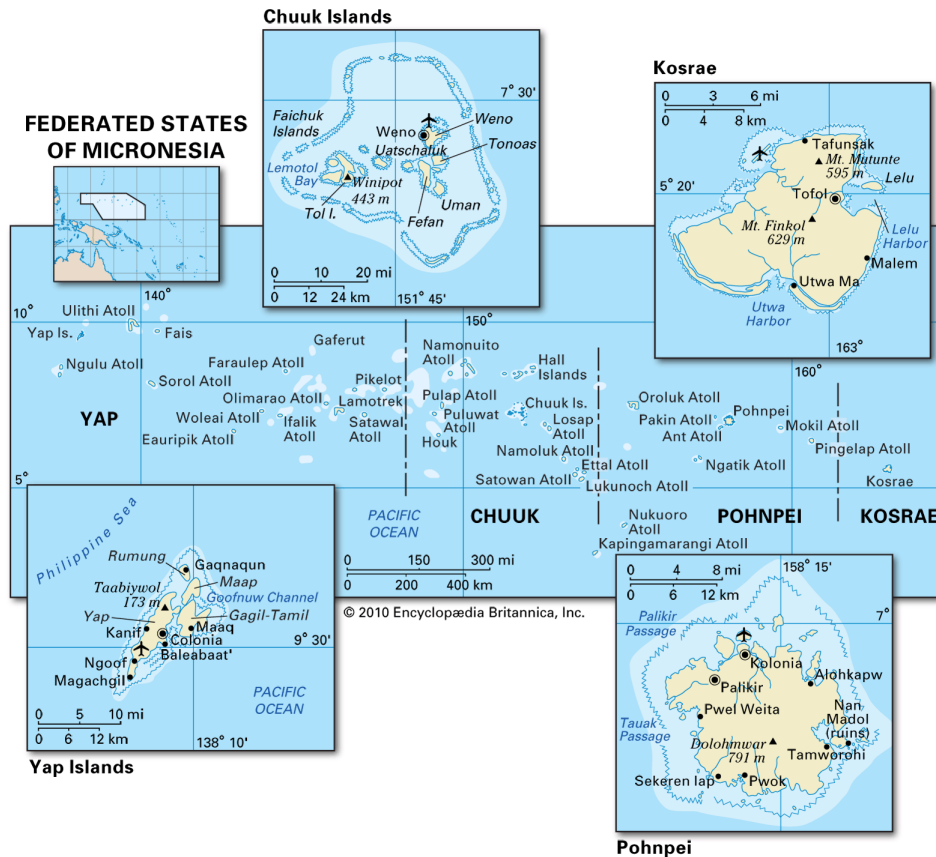 Chuuk Islands
7° 30'
Faichuk
Islands
Weno
Weno
Tonoas
Uatschaluk
Lemotol
Bay
Winipot
443 m
Tol I.
Fefan
Uman
0 10 20 mi
0 12 24 km
151° 45'
Kosrae
0 3 6 mi
0 4 8 km
Tafunsak
Mt. Mutunte
595 m
5° 20'
Lelu
Tofol
Mt. Finkol
629 m
Lelu
Harbor
Malem
Utwa Ma
Utwa
Harbor
163°
FEDERATED STATES
OF MICRONESIA
140°
150°
160°
10°
5°
Ulithi Atoll
Yap Is.
Fais
Ngulu Atoll
Sorol Atoll
Gaferut
Faraulep Atoll
Pikelot
Olimarao Atoll
Lamotrek
Woleai Atoll
Ifalik
Atoll
Satawal
Atoll
Eauripik Atoll
YAP
Namonuito
Atoll
Hall
Islands
Pulap Atoll
Chuuk Is.
Puluwat
Atoll
Losap
Atoll
Houk
Namoluk Atoll
Ettal Atoll
Satowan Atoll
Lukunoch Atoll
PACIFIC
OCEAN
CHUUK
Oroluk Atoll
Pakin Atoll
Pohnpei
Ant Atoll
Mokil Atoll
Pingelap Atoll
Ngatik Atoll
Kosrae
Nukuoro
Atoll
Kapingamarangi Atoll
POHNPEI
KOSRAE
0 150 300 mi
0 200 400 km
© 2010 Encyclopædia Britannica, Inc.
Philippine Sea
Rumung
Gaqnaqun
Maap
Taabiywol
173 m
Goofnuw Channel
Yap
Gagil-Tamil
Kanif
Maaq
Colonia
Baleabaat'
9° 30'
Ngoof
Magachgil
PACIFIC
OCEAN
0 5 10 mi
0 6 12 km
138° 10'
Yap Islands
0 4 8 mi
0 6 12 km
158° 15'
7°
Palikir
Passage
Kolonia
Palikir
Alohkapw
Pwel Weita
Nan
Madol
(ruins)
Tauak
Passage
Dolohmwar
791 m
Tamworohi
Sekeren Iap
Pwok
Pohnpei